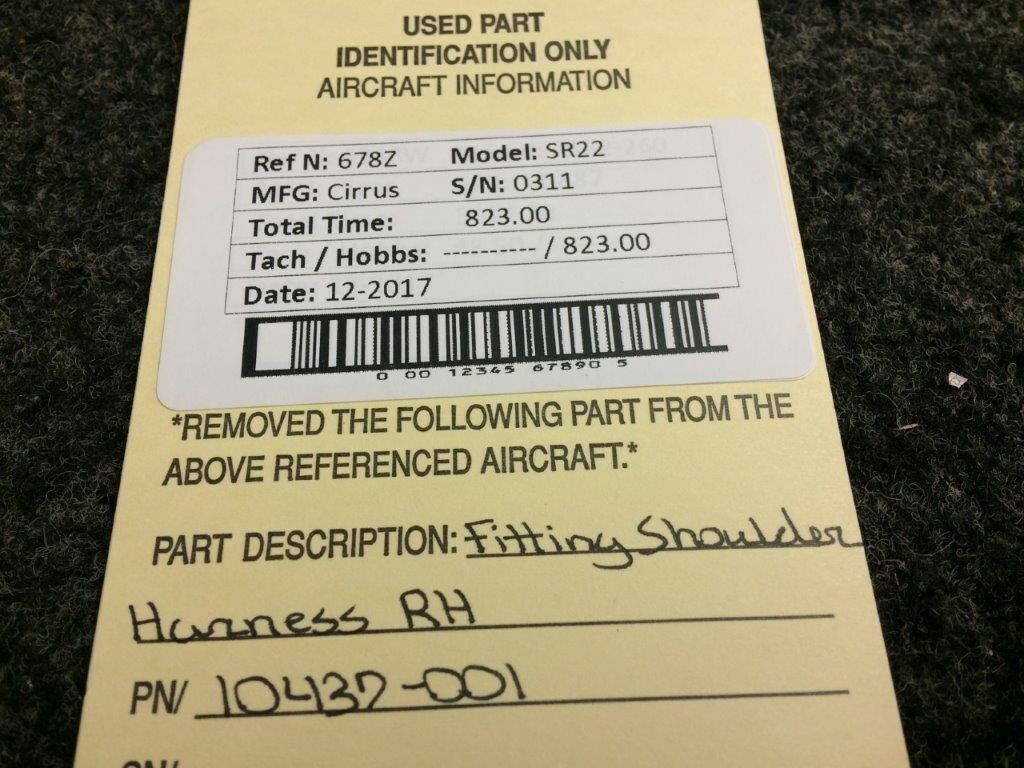 USED PART
IDENTIFICATION ONLY
AIRCRAFT INFORMATION
Ref N: 678Z Model: SR22
MFG: Cirrus S/N: 0311
Total Time: 823.00
Tach / Hobbs: ---------- / 823.00
Date: 12-2017
0 00 12345 67890 5
*REMOVED THE FOLLOWING PART FROM THE
ABOVE REFERENCED AIRCRAFT.*
PART DESCRIPTION: Fitting Shoulder
Harness RH
PN/ 10437-001